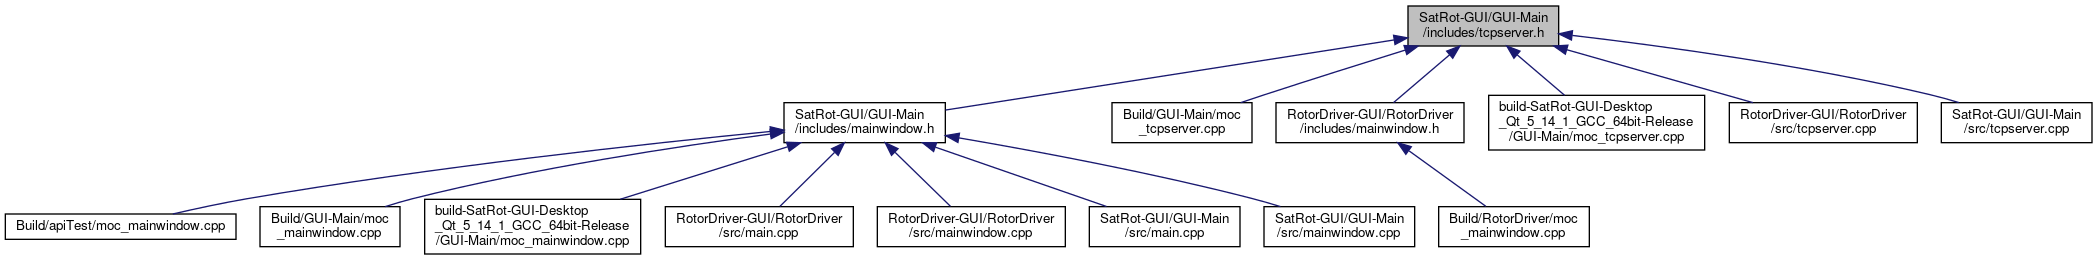 SatRot-GUI/GUI-Main
/includes/tcpserver.h
SatRot-GUI/GUI-Main
/includes/mainwindow.h
Build/GUI-Main/moc
_tcpserver.cpp
RotorDriver-GUI/RotorDriver
/includes/mainwindow.h
build-SatRot-GUI-Desktop
_Qt_5_14_1_GCC_64bit-Release
/GUI-Main/moc_tcpserver.cpp
RotorDriver-GUI/RotorDriver
/src/tcpserver.cpp
SatRot-GUI/GUI-Main
/src/tcpserver.cpp
Build/apiTest/moc_mainwindow.cpp
Build/GUI-Main/moc
_mainwindow.cpp
build-SatRot-GUI-Desktop
_Qt_5_14_1_GCC_64bit-Release
/GUI-Main/moc_mainwindow.cpp
RotorDriver-GUI/RotorDriver
/src/main.cpp
RotorDriver-GUI/RotorDriver
/src/mainwindow.cpp
SatRot-GUI/GUI-Main
/src/main.cpp
SatRot-GUI/GUI-Main
/src/mainwindow.cpp
Build/RotorDriver/moc
_mainwindow.cpp